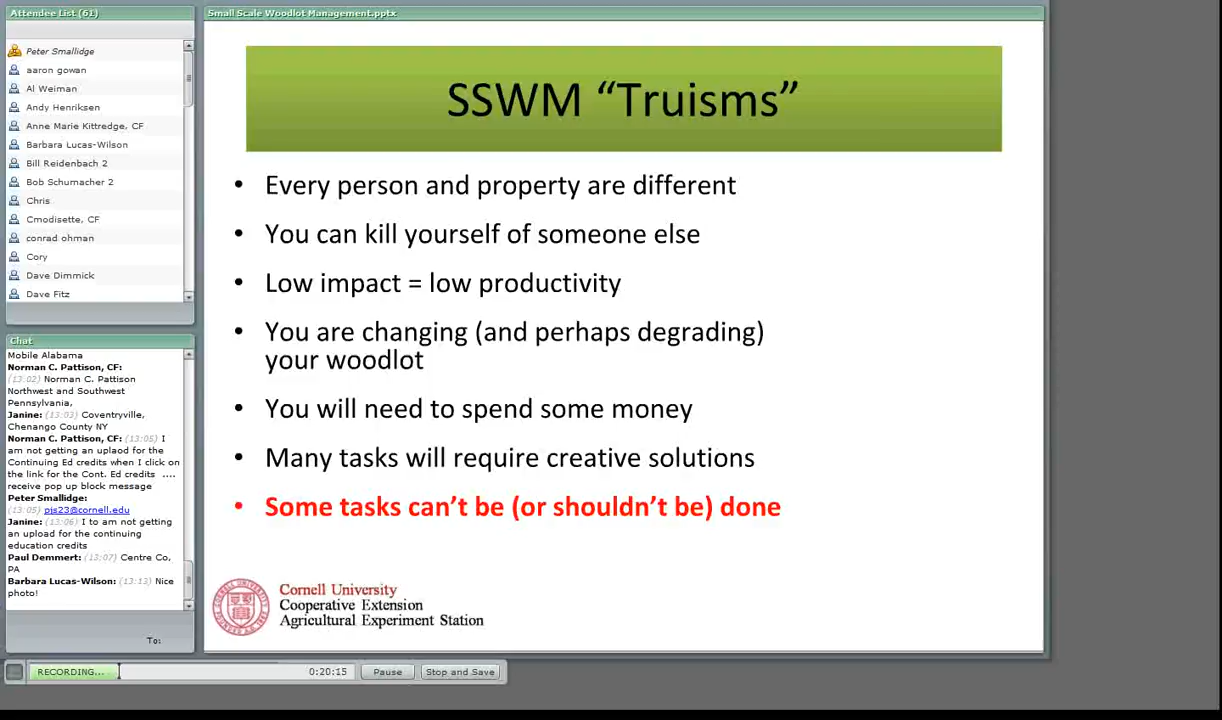 Attendee List (61)
Peter Smallidge
aaron gowan
Al Weiman
Andy Henriksen
Anne Marie Kittredge, CF
Barbara Lucas-Wilson
Bill Reidenbach 2
Bob Schumacher 2
Chris
Cmodisette, CF
conrad ohman
Cory
Dave Dimmick
Dave Fitz
Chat
Mobile Alabama
Norman C. Pattison, CF:
(13:02) Norman C. Pattison
Northwest and Southwest
Pennsylvania,
Janine: (13:03) Coventryville,
Chenango County NY
Norman C. Pattison, CF: (13:05) I
am not getting an uplaod for the
Continuing Ed credits when I click on
the link for the Cont. Ed credits ....
receive pop up block message
Peter Smallidge:
(13:05) pjs23@cornell.edu
Janine: (13:06) I to am not getting
an upload for the continuing
education credits
Paul Demmert: (13:07) Centre Co,
PA
Barbara Lucas-Wilson: (13:13) Nice
photo!
To:
Small Scale Woodlot Management.pptx
SSWM “Truisms”
• Every person and property are different
• You can kill yourself of someone else
• Low impact = low productivity
• You are changing (and perhaps degrading)
your woodlot
• You will need to spend some money
• Many tasks will require creative solutions
• Some tasks can’t be (or shouldn’t be) done
Cornell University
Cooperative Extension
Agricultural Experiment Station
RECORDING... 0:20:15 Pause Stop and Save